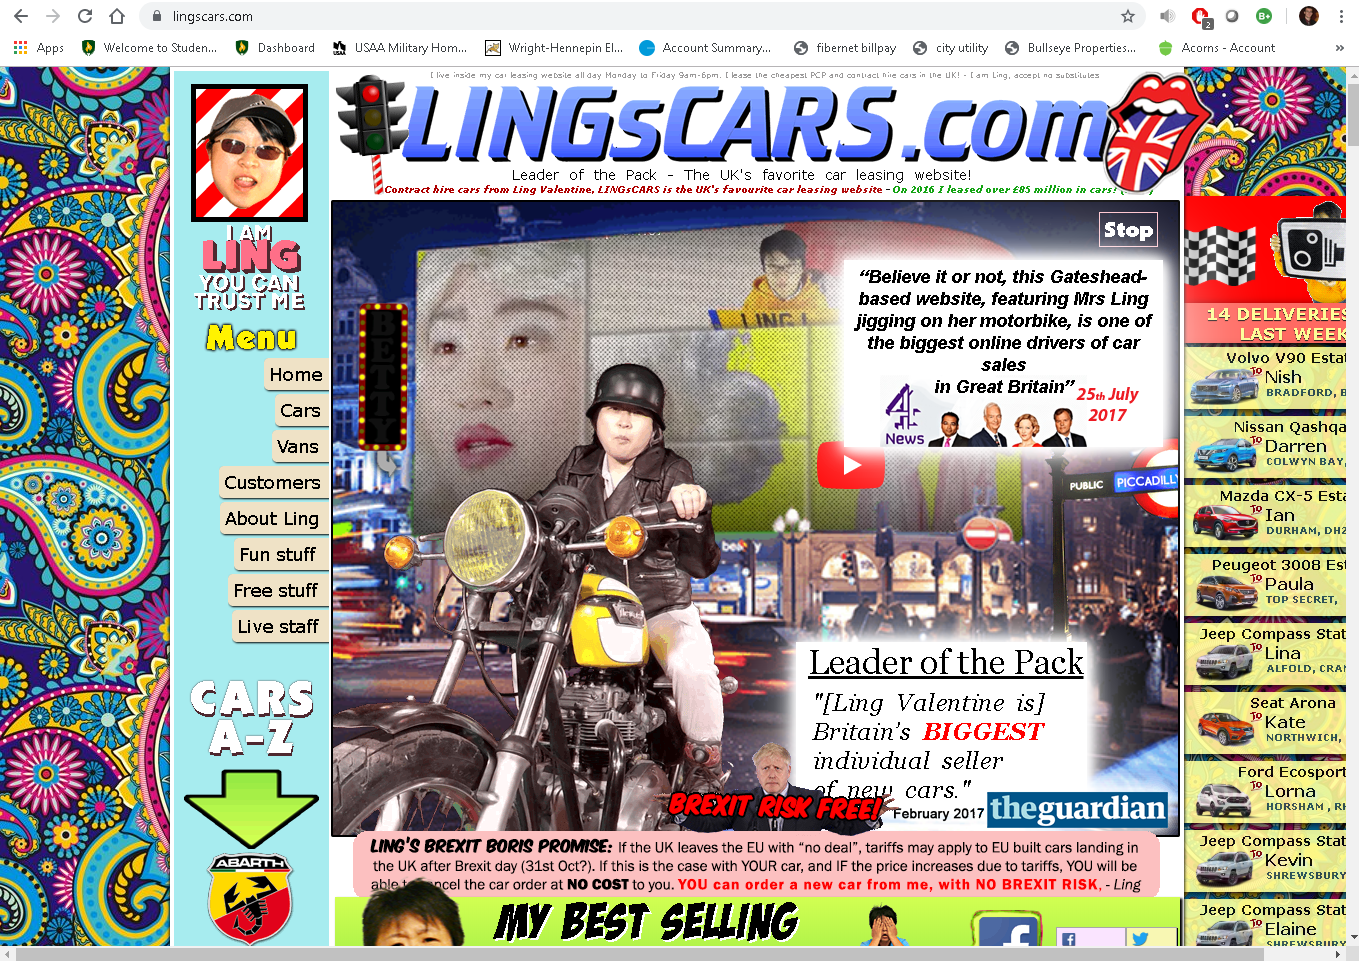 lingscars.com
2
Apps
Welcome to Studen...
Dashboard
USAA Military Hom...
Wright-Hennepin El...
Account Summary...
fibernet billpay
city utility
Bullseye Properties...
Acorns - Account
»
I live inside my car leasing website all day Monday to Friday 9am-6pm. I lease the cheapest PCP and contract hire cars in the UK! - I am Ling, accept no substitutes
LINGsCARS.com
Leader of the Pack - The UK's favorite car leasing website!
Contract hire cars from Ling Valentine, LINGsCARS is the UK's favourite car leasing website - On 2016 I leased over £85 million in cars!
I AM
LING
YOU CAN
TRUST ME
Menu
Home
Cars
Vans
Customers
About Ling
Fun stuff
Free stuff
Live staff
CARS
A-Z
ABARTH
BETTY
LING
Stop
“Believe it or not, this Gateshead-
based website, featuring Mrs Ling
jigging on her motorbike, is one of
the biggest online drivers of car
sales
in Great Britain”
25th July
2017
4
News
PUBLIC
PICCADILLY
Leader of the Pack
"[Ling Valentine is]
Britain's BIGGEST
individual seller
of new cars."
BREXIT RISK FREE!
February 2017
theguardian
LING'S BREXIT BORIS PROMISE: If the UK leaves the EU with “no deal”, tariffs may apply to EU built cars landing in
the UK after Brexit day (31st Oct?). If this is the case with YOUR car, and IF the price increases due to tariffs, YOU will be
able to cancel the car order at NO COST to you. YOU can order a new car from me, with NO BREXIT RISK. - Ling
MY BEST SELLING
14 DELIVERIES
LAST WEEK
Volvo V90 Estat
TO Nish
BRADFORD, B
Nissan Qashqa
TO Darren
COLWYN BAY,
Mazda CX-5 Esta
TO Ian
DURHAM, DH2
Peugeot 3008 Est
TO Paula
TOP SECRET,
Jeep Compass Stat
TO Lina
ALFOLD, CRAN
Seat Arona
TO Kate
NORTHWICH,
Ford Ecosport
TO Lorna
HORSHAM , RH
Jeep Compass Stat
TO Kevin
SHREWSBURY
Jeep Compass Stat
TO Elaine
SHREWSBURY